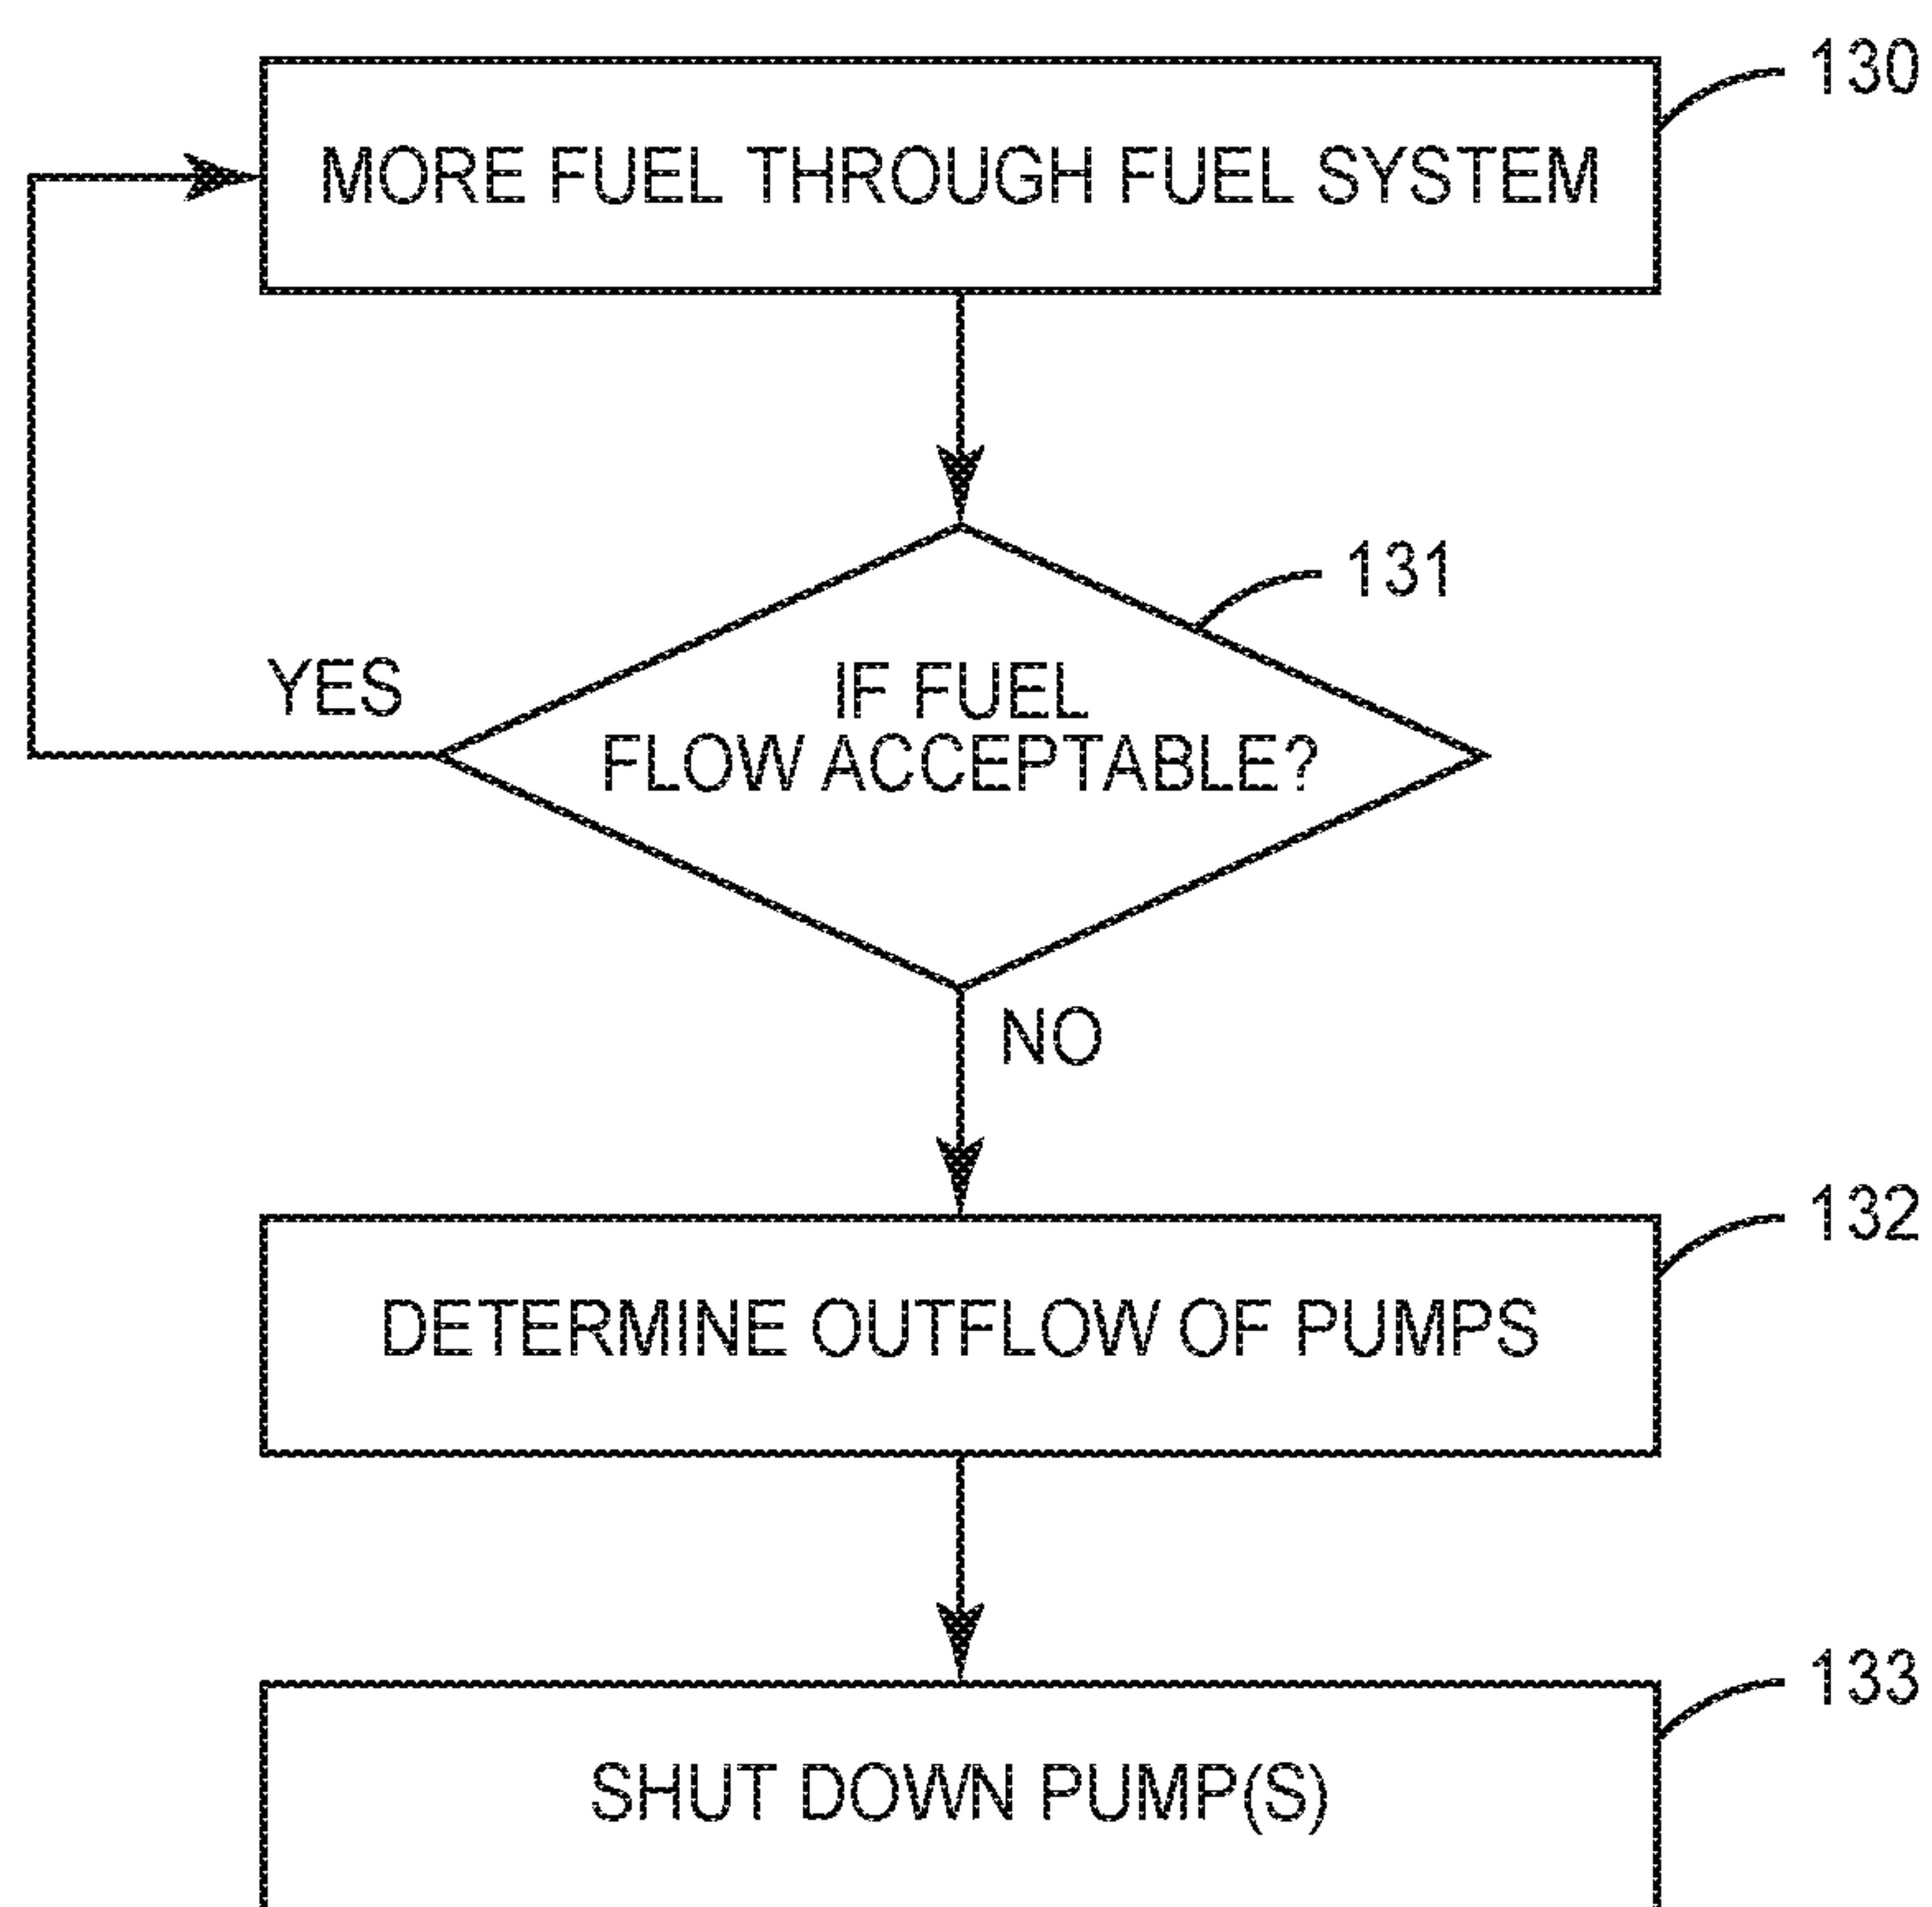 130
MORE FUEL THROUGH FUEL SYSTEM
131
IF FUEL
FLOW ACCEPTABLE?
YES
NO
132
DETERMINE OUTFLOW OF PUMPS
133
SHUT DOWN PUMP(S)